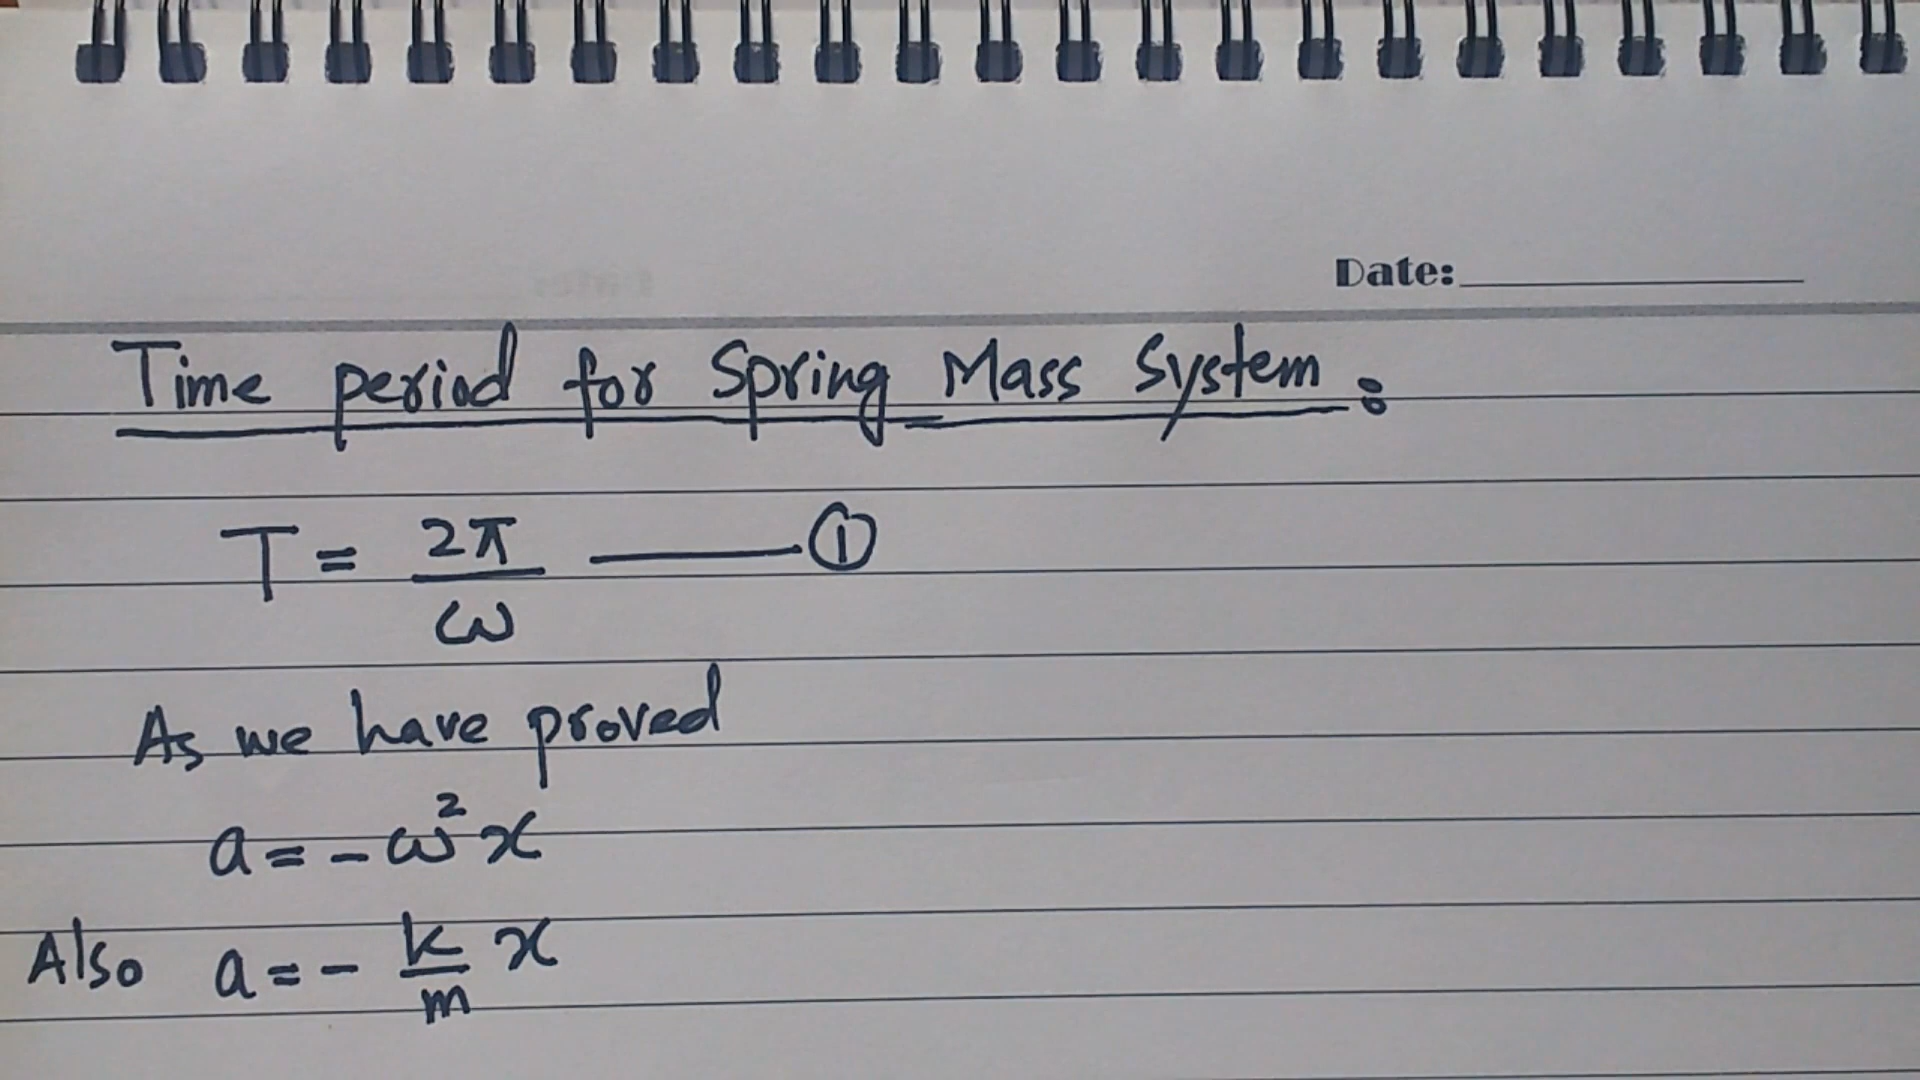 Date:
Time period for Spring Mass System:
T = 2π/ω ——— ①
As we have proved
a = - ω²x
Also a = - k/m x